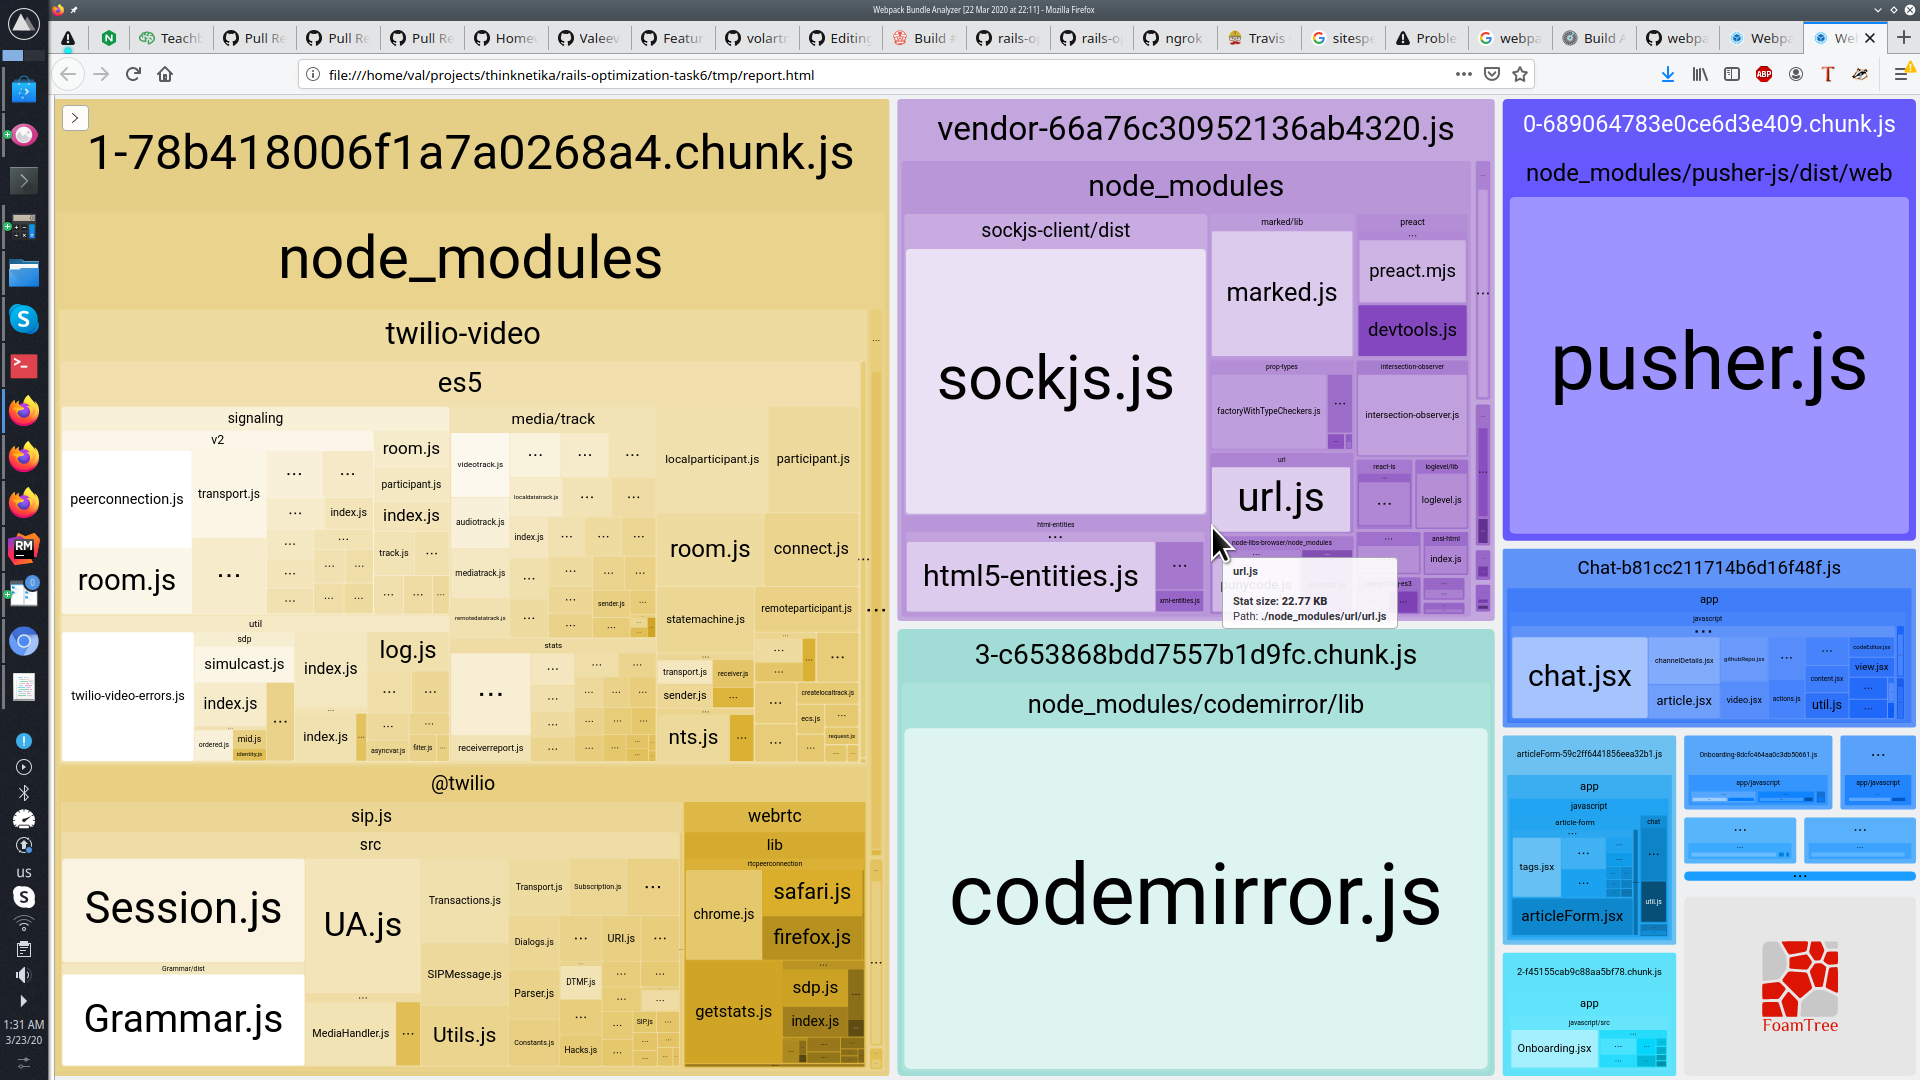 Webpack Bundle Analyzer [22 Mar 2020 at 22:11] - Mozilla Firefox
Teach
Pull Re
Pull Re
Pull Re
Home
Valeev
Featur
volart
Editing
Build
rails-o
rails-o
ngrok
Travis
sitesp
Proble
webpa
Build
webpa
Webp
We
file:///home/val/projects/thinknetika/rails-optimization-task6/tmp/report.html
ABP
1-78b418006f1a7a0268a4.chunk.js
node_modules
twilio-video
es5
signaling
v2
peerconnection.js
transport.js
room.js
index.js
room.js
participant.js
index.js
track.js
media/track
videotrack.js
localdatatrack.js
audiotrack.js
index.js
mediatrack.js
sender.js
remotedatatrack.js
localparticipant.js
participant.js
room.js
connect.js
statemachine.js
remoteparticipant.js
util
sdp
twilio-video-errors.js
simulcast.js
index.js
ordered.js
mid.js
identity.js
index.js
index.js
log.js
asyncvar.js
filter.js
stats
receiverreport.js
transport.js
receiver.js
sender.js
nts.js
createlocaltrack.js
ecs.js
request.js
@twilio
sip.js
src
Session.js
Grammar/dist
Grammar.js
UA.js
MediaHandler.js
Transactions.js
SIPMessage.js
Utils.js
Transport.js
Subscription.js
Dialogs.js
URI.js
DTMF.js
Parser.js
SIP.js
Constants.js
Hacks.js
webrtc
lib
rtcpeerconnection
chrome.js
safari.js
firefox.js
getstats.js
sdp.js
index.js
vendor-66a76c30952136ab4320.js
node_modules
sockjs-client/dist
sockjs.js
html-entities
html5-entities.js
xml-entities.js
marked/lib
marked.js
preact
preact.mjs
devtools.js
prop-types
factoryWithTypeCheckers.js
intersection-observer
intersection-observer.js
url
url.js
react-is
loglevel/lib
loglevel.js
node-libs-browser/node_modules
punycode.js
ansi-html
index.js
url.js
Stat size: 22.77 KB
Path: ./node_modules/url/url.js
3-c653868bdd7557b1d9fc.chunk.js
node_modules/codemirror/lib
codemirror.js
0-689064783e0ce6d3e409.chunk.js
node_modules/pusher-js/dist/web
pusher.js
Chat-b81cc211714b6d16f48f.js
app
javascript
chat.jsx
channelDetails.jsx
githubRepo.jsx
article.jsx
video.jsx
actions.js
codeEditor.jsx
view.jsx
content.jsx
util.js
articleForm-59c2ff6441856eea32b1.js
app
javascript
article-form
chat
tags.jsx
util.js
articleForm.jsx
Onboarding-8dcfc464aa0c3db50661.js
app/javascript
app/javascript
2-f45155cab9c88aa5bf78.chunk.js
app
javascript/src
Onboarding.jsx
FoamTree
us
1:31 AM
3/23/20